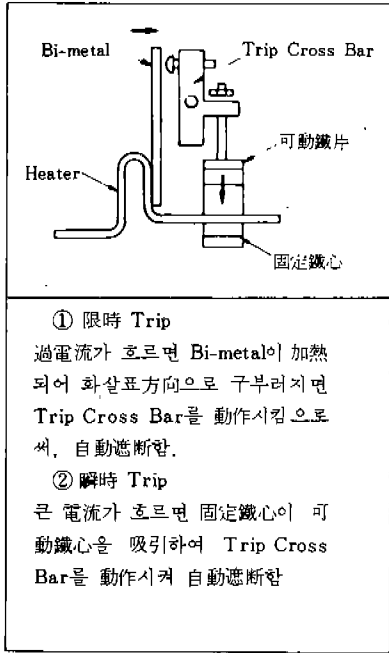 Bi-metal
Trip Cross Bar
可動鐵片
Heater
固定鐵心
① 限時 Trip
過電流가 흐르면 Bi-metal이 加熱
되어 화살표方向으로 구부러지면
Trip Cross Bar를 動作시킴으로
써, 自動遮断함.
② 瞬時 Trip
큰 電流가 흐르면 固定鐵心이 可
動鐵心을 吸引하여 Trip Cross
Bar를 動作시켜 自動遮断함